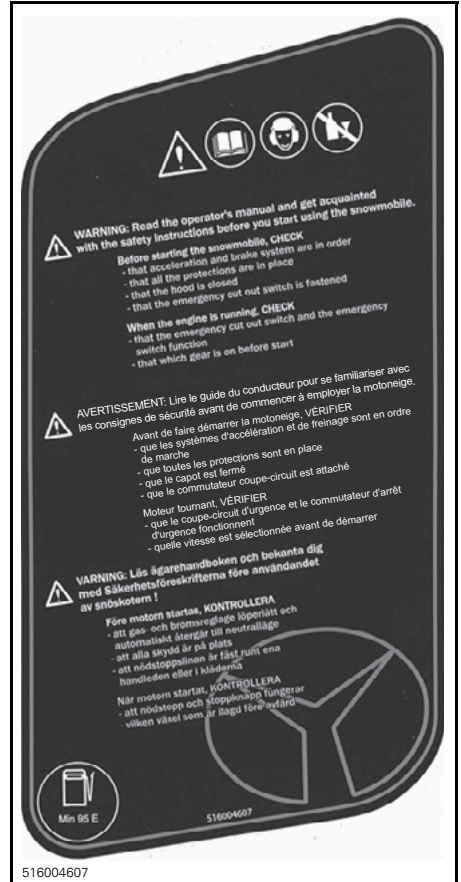 WARNING: Read the operator's manual and get acquainted
with the safety instructions before you start using the snowmobile.
Before starting the snowmobile, CHECK
- that acceleration and brake system are in order
- that all the protections are in place
- that the hood is closed
- that the emergency cut out switch is fastened
When the engine is running, CHECK
- that the emergency cut out switch and the emergency
switch function
- that which gear is on before start
AVERTISSEMENT: Lire le guide du conducteur pour se familiariser avec
les consignes de sécurité avant de commencer à employer la motoneige.
Avant de faire démarrer la motoneige, VÉRIFIER
- que les systèmes d'accélération et de freinage sont en ordre
de marche
- que toutes les protections sont en place
- que le capot est fermé
- que le commutateur coupe-circuit est attaché
Moteur tournant, VÉRIFIER
- que le coupe-circuit d'urgence et le commutateur d'arrêt
d'urgence fonctionnent
- quelle vitesse est sélectionnée avant de démarrer
VARNING: Läs ägarehandboken och bekanta dig
med Säkerhetsföreskrifterna före användandet
av snöskotern !
Före motorn startas, KONTROLLERA
- att gas- och bromsreglage löperlätt och
automatiskt återgår till neutralläge
- att alla skydd är på plats
- att nödstoppslinan är fäst runt ena
handleden eller i kläderna
När motorn startat, KONTROLLERA
- att nödstopp och stoppknapp fungerar
- vilken växel som är ilagd före avfärd
Min 95 E
516004607
516004607